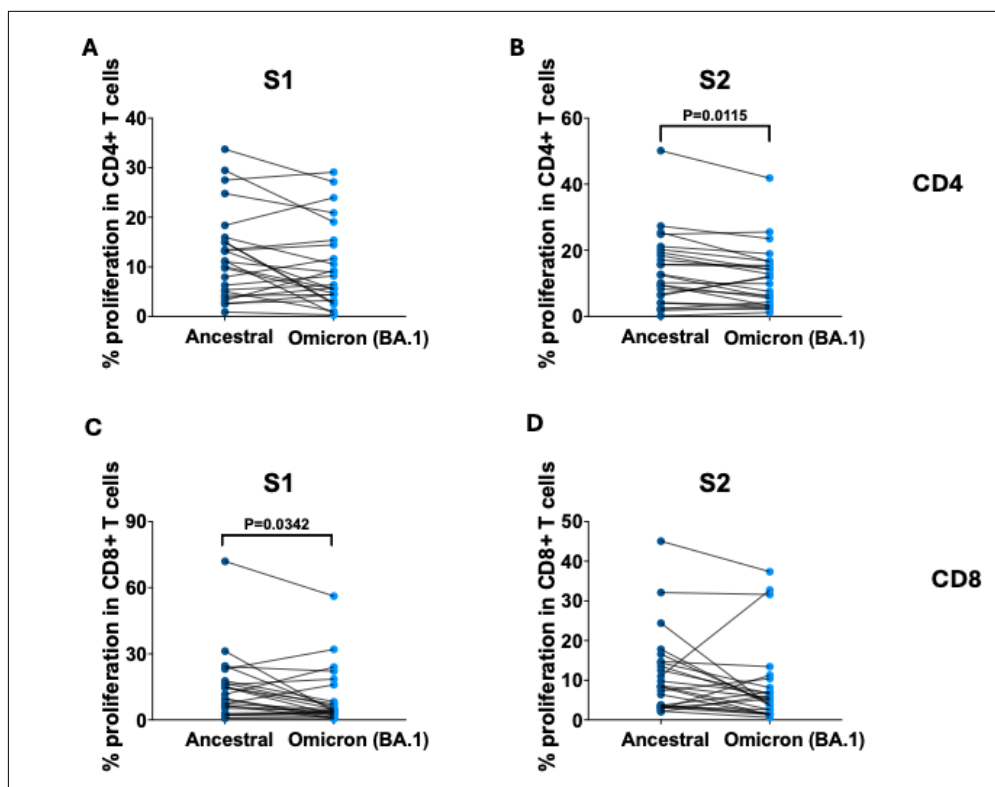 A
S1
% proliferation in CD4+ T cells
40
30
20
10
0
Ancestral
Omicron (BA.1)
B
S2
% proliferation in CD4+ T cells
60
40
20
0
P=0.0115
Ancestral
Omicron (BA.1)
CD4
C
S1
% proliferation in CD8+ T cells
90
60
30
0
P=0.0342
Ancestral
Omicron (BA.1)
D
S2
% proliferation in CD8+ T cells
50
40
30
20
10
0
Ancestral
Omicron (BA.1)
CD8